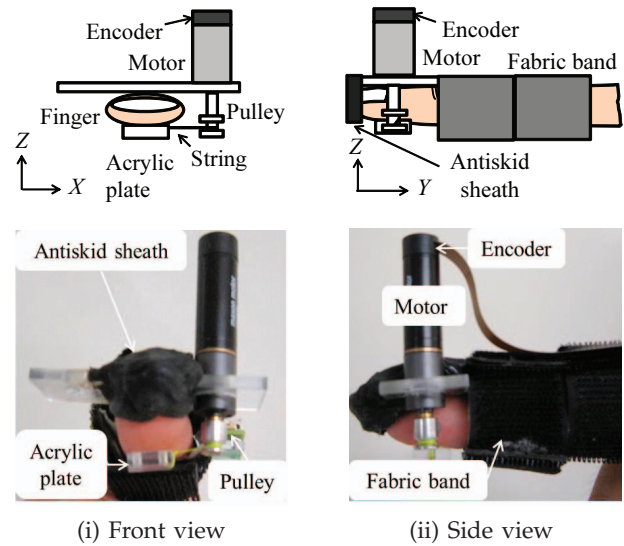 Encoder
Motor
Finger
Pulley
Z
Acrylic
plate
String
X
Encoder
Motor
Fabric band
Z
Antiskid
sheath
Y
Antiskid sheath
Acrylic
plate
Pulley
Encoder
Motor
Fabric band
(i) Front view
(ii) Side view